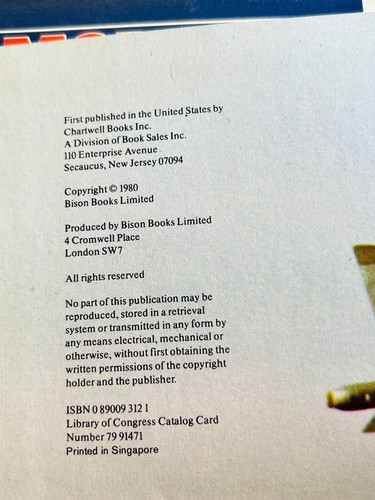 First published in the United States by
Chartwell Books Inc.
A Division of Book Sales Inc.
110 Enterprise Avenue
Secaucus, New Jersey 07094
Copyright © 1980
Bison Books Limited
Produced by Bison Books Limited
4 Cromwell Place
London SW7
All rights reserved
No part of this publication may be
reproduced, stored in a retrieval
system or transmitted in any form by
any means electrical, mechanical or
otherwise, without first obtaining the
written permissions of the copyright
holder and the publisher.
ISBN 0 89009 312 1
Library of Congress Catalog Card
Number 79 91471
Printed in Singapore